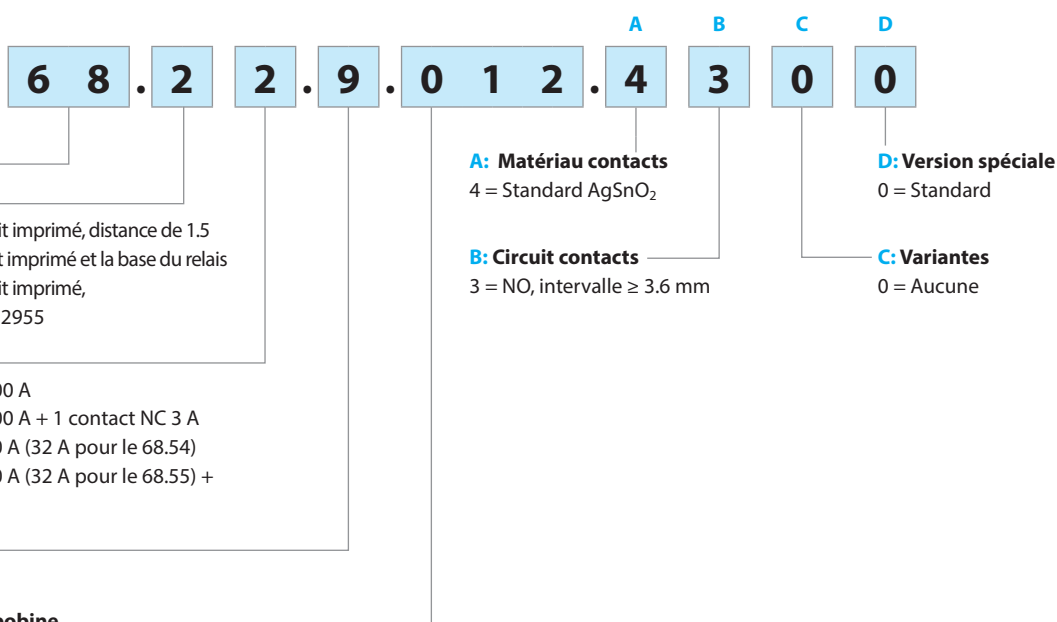 A B C D
6 8 . 2 2 . 9 . 0 1 2 . 4 3 0 0
A: Matériau contacts
4 = Standard AgSnO₂
D: Version spéciale
0 = Standard
it imprimé, distance de 1.5
t imprimé et la base du relais
it imprimé,
2955
B: Circuit contacts
3 = NO, intervalle ≥ 3.6 mm
C: Variantes
0 = Aucune
00 A
00 A + 1 contact NC 3 A
0 A (32 A pour le 68.54)
0 A (32 A pour le 68.55) +
bobine